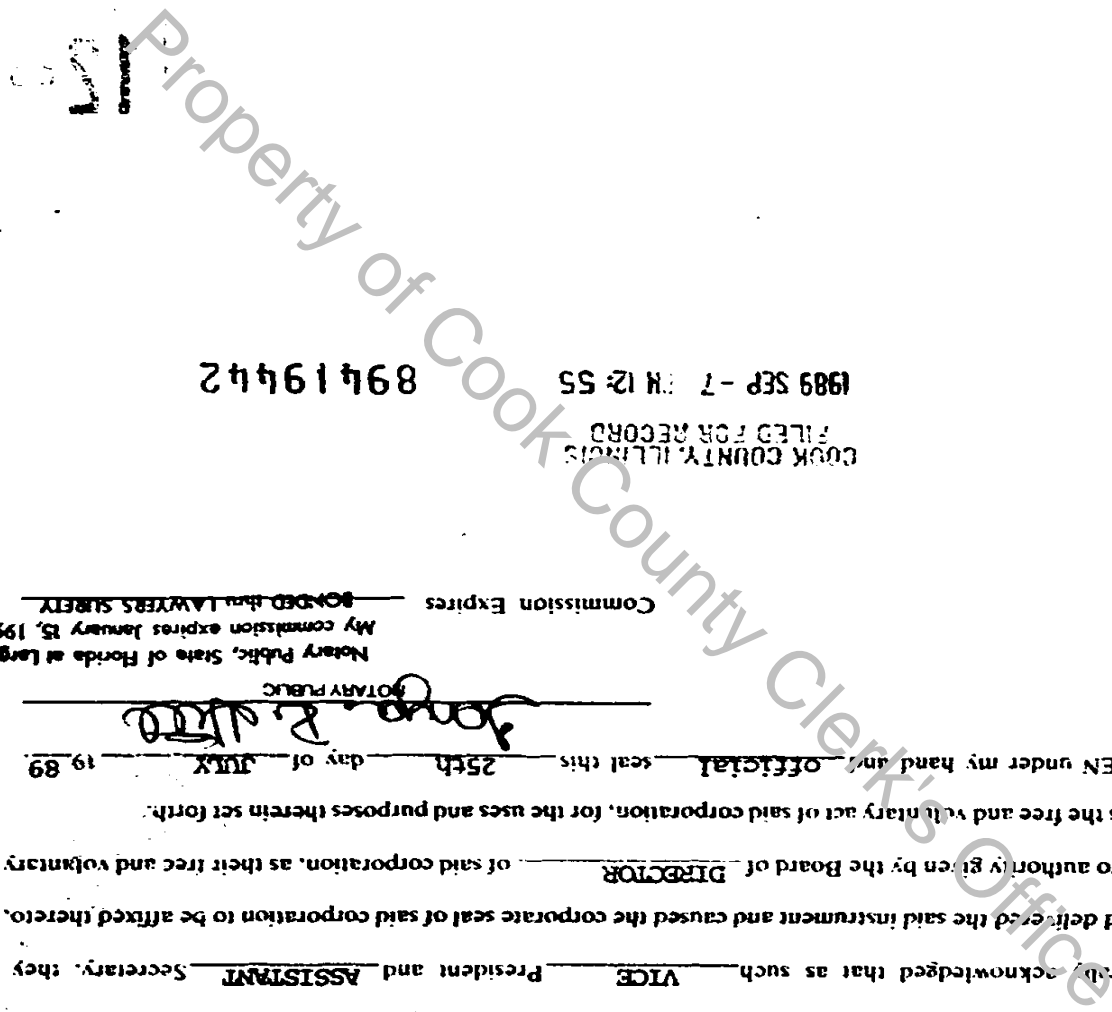 by acknowledged that as such VICE President and ASSISTANT Secretary, they
d delivered the said instrument and caused the corporate seal of said corporation to be affixed thereto,
o authority given by the Board of DIRECTOR of said corporation, as their free and voluntary
s the free and voluntary act of said corporation, for the uses and purposes therein set forth.
EN under my hand and official seal this 25th day of JULY 19 89
NOTARY PUBLIC
Notary Public, State of Florida at Larg
My commission expires January 15, 199
Commission Expires BONDED thru LAWYERS SURETY
COOK COUNTY, ILLINOIS
FILED FOR RECORD
1989 SEP -7 PM 12:55 89419442
Property of Cook County Clerk's Office